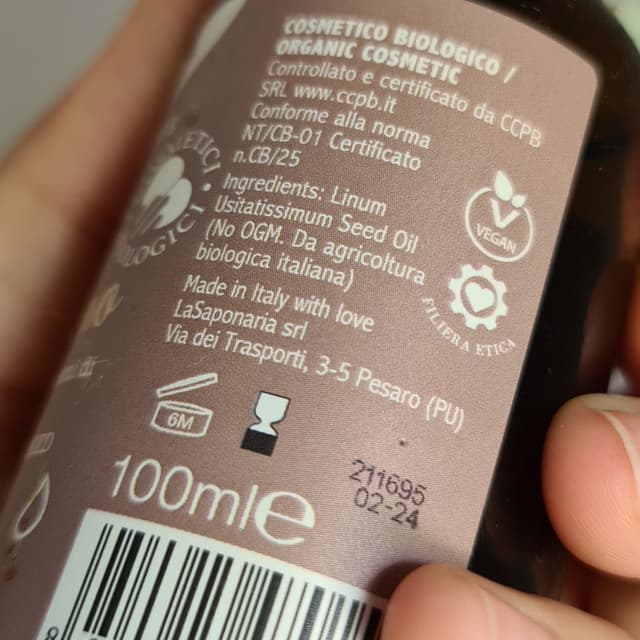 COSMETICO BIOLOGICO /
ORGANIC COSMETIC
Controllato e certificato da CCPB
SRL www.ccpb.it
Conforme alla norma
NT/CB-01 Certificato
n.CB/25
Ingredients: Linum
Usitatissimum Seed Oil
(No OGM. Da agricoltura
biologica italiana)
Made in Italy with love
LaSaponaria srl
Via dei Trasporti, 3-5 Pesaro (PU)
VEGAN
FILIERA ETICA
6M
100ml e
211695
02-24
8